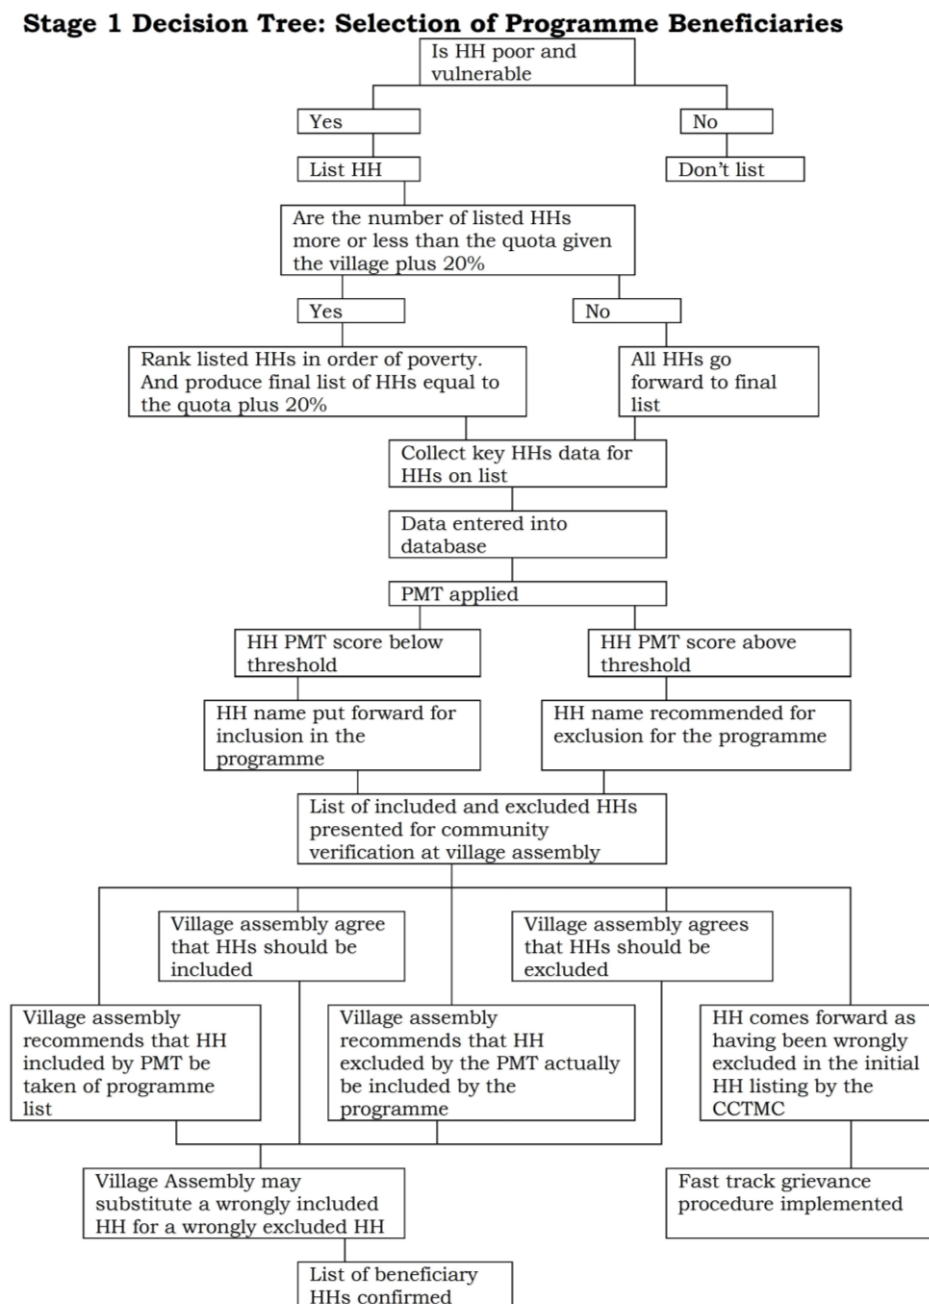 Stage 1 Decision Tree: Selection of Programme Beneficiaries
Is HH poor and
vulnerable
Yes
No
List HH
Don't list
Are the number of listed HHs
more or less than the quota given
the village plus 20%
Yes
No
Rank listed HHs in order of poverty.
And produce final list of HHs equal to
the quota plus 20%
All HHs go
forward to final
list
Collect key HHs data for
HHs on list
Data entered into
database
PMT applied
HH PMT score below
threshold
HH PMT score above
threshold
HH name put forward for
inclusion in the
programme
HH name recommended for
exclusion for the programme
List of included and excluded HHs
presented for community
verification at village assembly
Village assembly agree
that HHs should be
included
Village assembly agrees
that HHs should be
excluded
Village assembly
recommends that HH
included by PMT be
taken of programme
list
Village assembly
recommends that HH
excluded by the PMT actually
be included by the
programme
HH comes forward as
having been wrongly
excluded in the initial
HH listing by the
CCTMC
Village Assembly may
substitute a wrongly included
HH for a wrongly excluded HH
Fast track grievance
procedure implemented
List of beneficiary
HHs confirmed